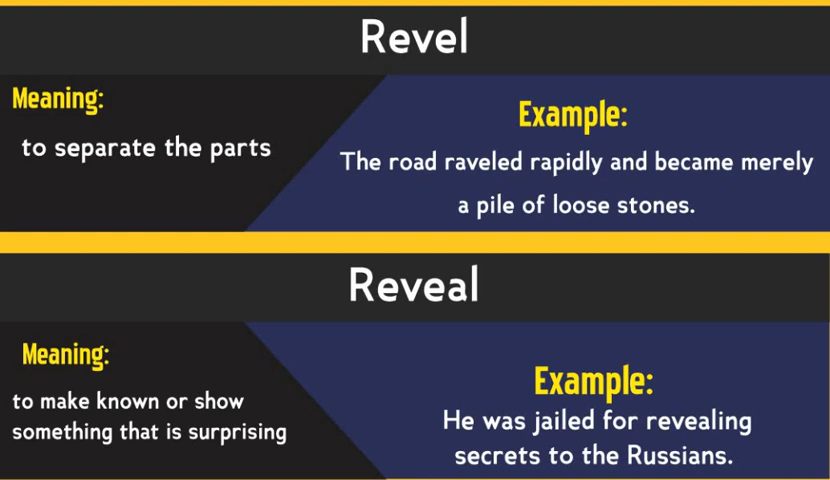 Revel
Meaning:
to separate the parts
Example:
The road raveled rapidly and became merely
a pile of loose stones.
Reveal
Meaning:
to make known or show
something that is surprising
Example:
He was jailed for revealing
secrets to the Russians.